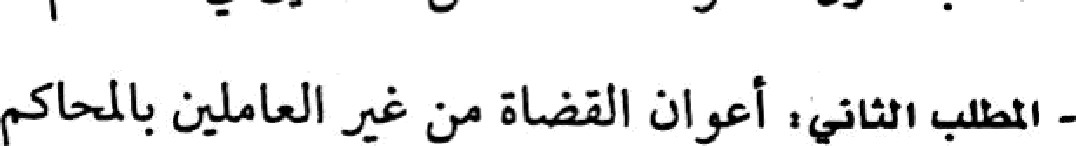 - المطلب الثاني: أعوان القضاة من غير العاملين بالمحاكم